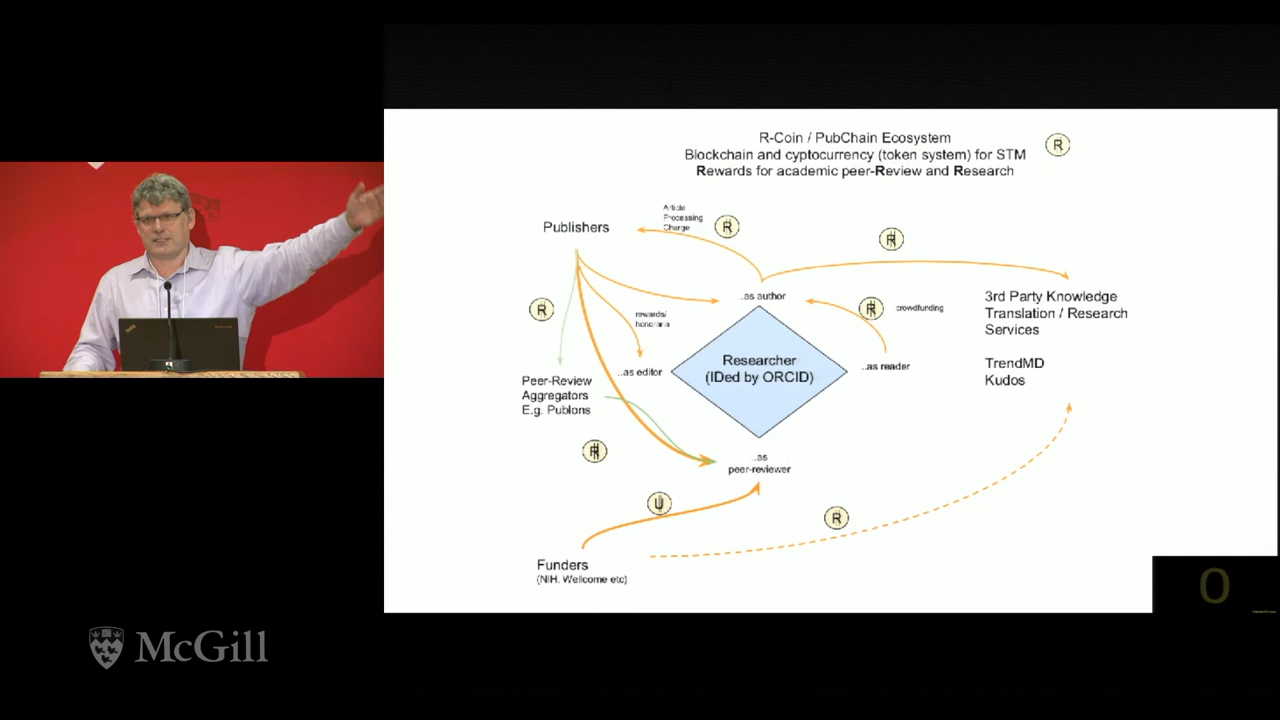 R-Coin / PubChain Ecosystem
Blockchain and cyptocurrency (token system) for STM
Rewards for academic peer-Review and Research
R
Publishers
Article
Processing
Charge
R
R
..as author
R
rewards/
honoraria
R
crowdfunding
3rd Party Knowledge
Translation / Research
Services
TrendMD
Kudos
Researcher
(IDed by ORCID)
..as editor
..as reader
Peer-Review
Aggregators
E.g. Publons
R
..as
peer-reviewer
R
Funders
(NIH, Wellcome etc)
0
McGill